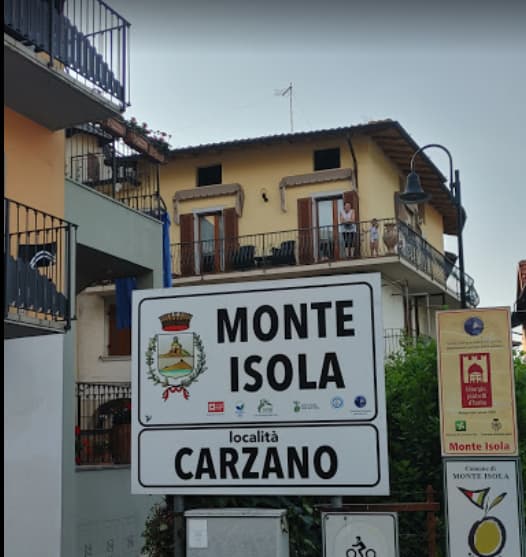 MONTE
ISOLA
località
CARZANO
Monte Isola
Comune di
MONTE ISOLA